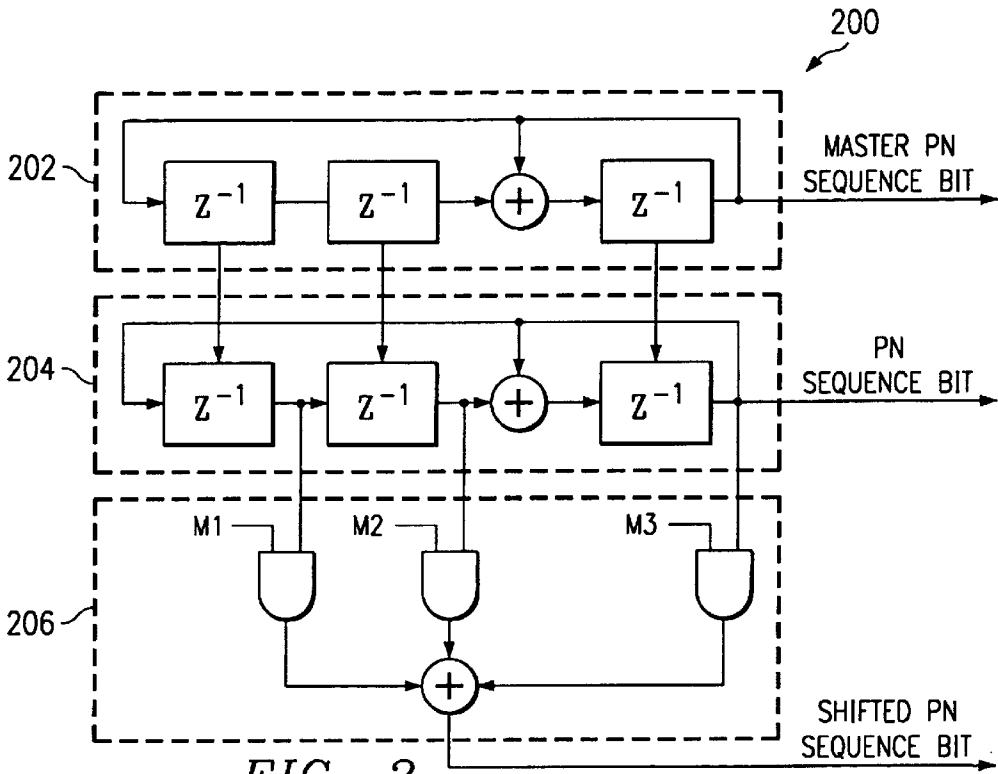 200
202
Z⁻¹
Z⁻¹
+
Z⁻¹
MASTER PN
SEQUENCE BIT
204
Z⁻¹
Z⁻¹
+
Z⁻¹
PN
SEQUENCE BIT
206
M1
M2
M3
+
SHIFTED PN
SEQUENCE BIT